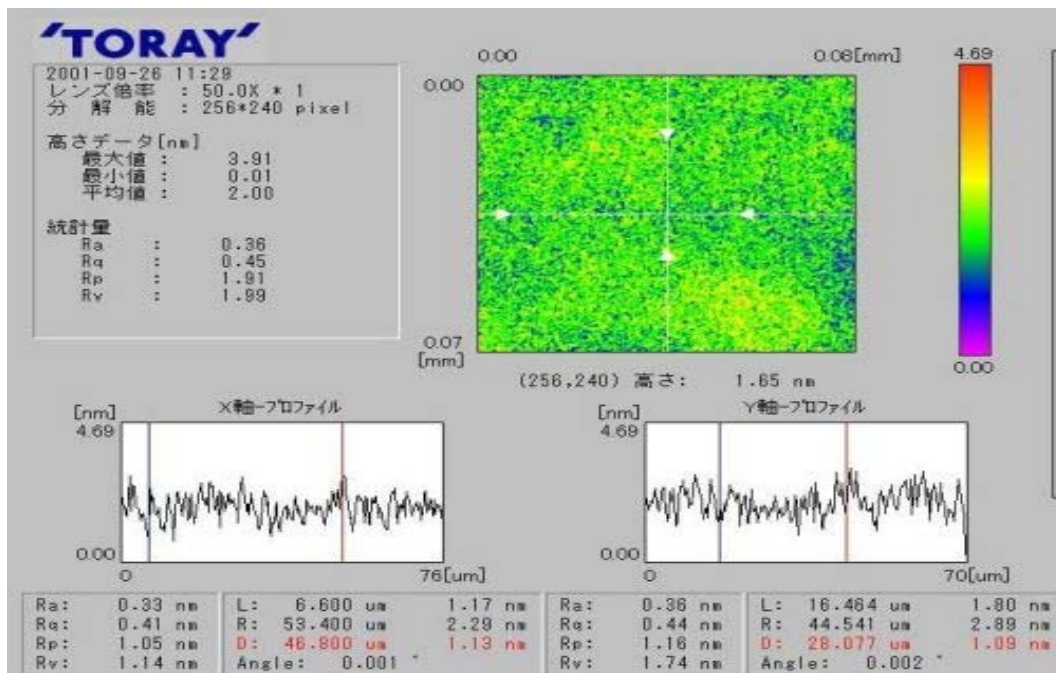 TORAY
2001-09-26 11:29
レンズ倍率 : 50.0X * 1
分 解 能 : 256*240 pixel
高さデータ[nm]
最大値 : 3.91
最小値 : 0.01
平均値 : 2.00
統計量
Ra : 0.36
Rq : 0.45
Rp : 1.91
Rv : 1.99
0.00 0.08[mm]
0.00
0.07
[mm]
4.69
0.00
(256,240) 高さ: 1.65 nm
X軸-プロファイル
[nm]
4.69
0.00
0 76[um]
Y軸-プロファイル
[nm]
4.69
0.00
0 70[um]
Ra: 0.33 nm
Rq: 0.41 nm
Rp: 1.05 nm
Rv: 1.14 nm
L: 6.600 um 1.17 nm
R: 53.400 um 2.29 nm
D: 46.800 um 1.13 nm
Angle: 0.001 °
Ra: 0.36 nm
Rq: 0.44 nm
Rp: 1.16 nm
Rv: 1.74 nm
L: 16.464 um 1.80 nm
R: 44.541 um 2.89 nm
D: 28.077 um 1.09 nm
Angle: 0.002 °